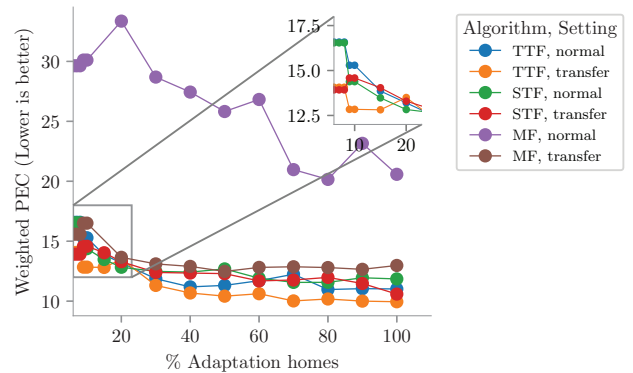 Weighted PEC (Lower is better)
30
25
20
15
10
20
40
60
80
100
% Adaptation homes
17.5
15.0
12.5
10
20
Algorithm, Setting
TTF, normal
TTF, transfer
STF, normal
STF, transfer
MF, normal
MF, transfer